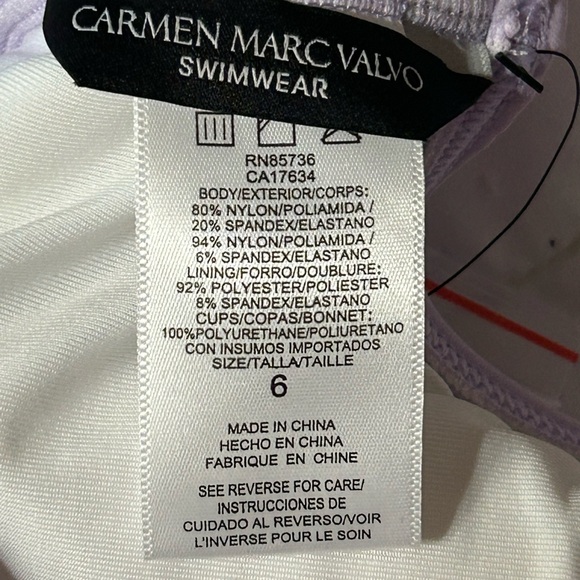 CARMEN MARC VALVO
SWIMWEAR
RN85736
CA17634
BODY/EXTERIOR/CORPS:
80% NYLON/POLIAMIDA /
20% SPANDEX/ELASTANO
94% NYLON/POLIAMIDA /
6% SPANDEX/ELASTANO
LINING/FORRO/DOUBLURE:
92% POLYESTER/POLIESTER
8% SPANDEX/ELASTANO
CUPS/COPAS/BONNET:
100%POLYURETHANE/POLIURETANO
CON INSUMOS IMPORTADOS
SIZE/TALLA/TAILLE
6
MADE IN CHINA
HECHO EN CHINA
FABRIQUE EN CHINE
SEE REVERSE FOR CARE/
INSTRUCCIONES DE
CUIDADO AL REVERSO/VOIR
L'INVERSE POUR LE SOIN